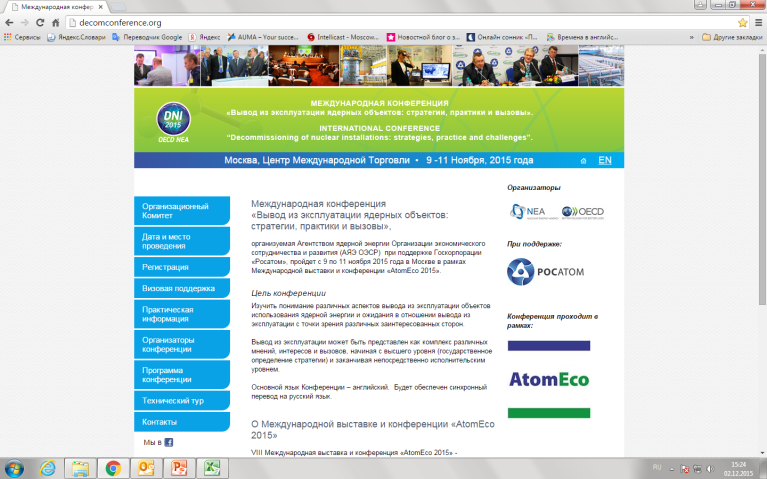 Международная конфер
decomconference.org
Сервисы
Яндекс.Словари
Переводчик Google
Яндекс
AUMA – Your succe...
Intellicast - Moscow...
Новостной блог о з...
Онлайн сонник «П...
Времена в английс...
»
Другие закладки
DNI
2015
OECD NEA
МЕЖДУНАРОДНАЯ КОНФЕРЕНЦИЯ
«Вывод из эксплуатации ядерных объектов: стратегии, практики и вызовы».
INTERNATIONAL CONFERENCE
“Decommissioning of nuclear installations: strategies, practice and challenges”.
Москва, Центр Международной Торговли • 9 -11 Ноября, 2015 года
EN
Организационный
Комитет
Дата и место
проведения
Регистрация
Визовая поддержка
Практическая
информация
Организаторы
конференции
Программа
конференции
Технический тур
Контакты
Мы в
Международная конференция
«Вывод из эксплуатации ядерных объектов:
стратегии, практики и вызовы»,
организуемая Агентством ядерной энергии Организации экономического
сотрудничества и развития (АЯЭ ОЭСР) при поддержке Госкорпорации
«Росатом», пройдет с 9 по 11 ноября 2015 года в Москве в рамках
Международной выставки и конференции «AtomEco 2015».
Цель конференции
Изучить понимание различных аспектов вывода из эксплуатации объектов
использования ядерной энергии и ожидания в отношении вывода из
эксплуатации с точки зрения различных заинтересованных сторон.
Вывод из эксплуатации может быть представлен как комплекс различных
мнений, интересов и вызовов, начиная с высшего уровня (государственное
определение стратегии) и заканчивая непосредственно исполнительским
уровнем.
Основной язык Конференции – английский. Будет обеспечен синхронный
перевод на русский язык.
О Международной выставке и конференции «AtomEco
2015»
VIII Международная выставка и конференция «AtomEco 2015» -
Организаторы
NEA
OECD
При поддержке:
РОСАТОМ
Конференция проходит в
рамках:
AtomEco
RU
15:24
02.12.2015